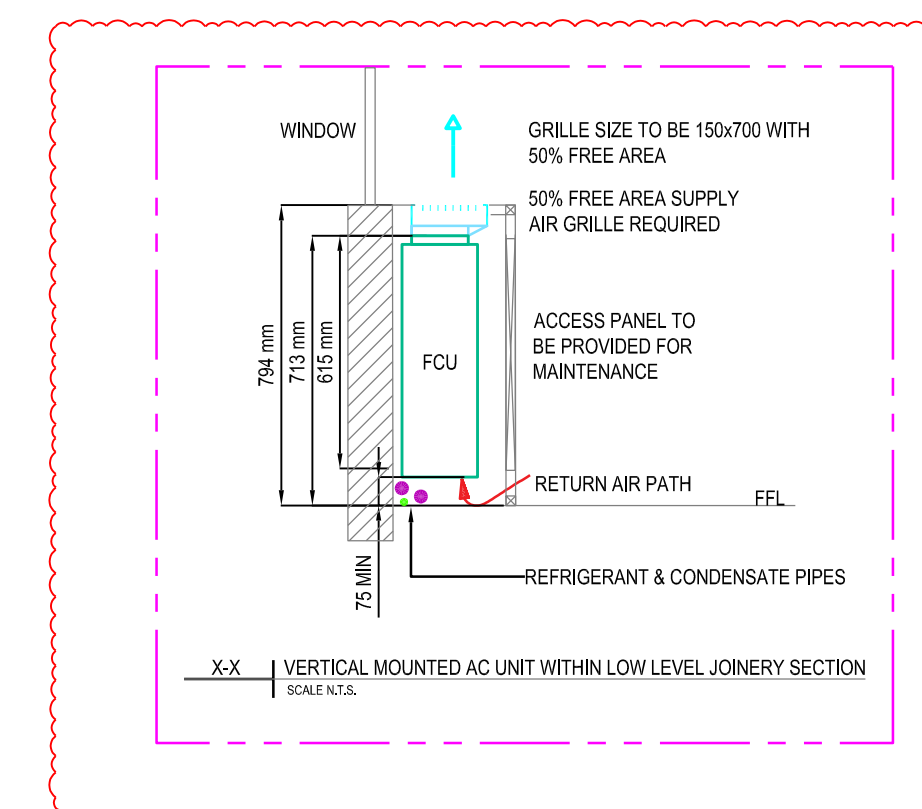 WINDOW
GRILLE SIZE TO BE 150x700 WITH
50% FREE AREA
50% FREE AREA SUPPLY
AIR GRILLE REQUIRED
794 mm
713 mm
615 mm
FCU
ACCESS PANEL TO
BE PROVIDED FOR
MAINTENANCE
RETURN AIR PATH
FFL
75 MIN
REFRIGERANT & CONDENSATE PIPES
X-X
VERTICAL MOUNTED AC UNIT WITHIN LOW LEVEL JOINERY SECTION
SCALE N.T.S.